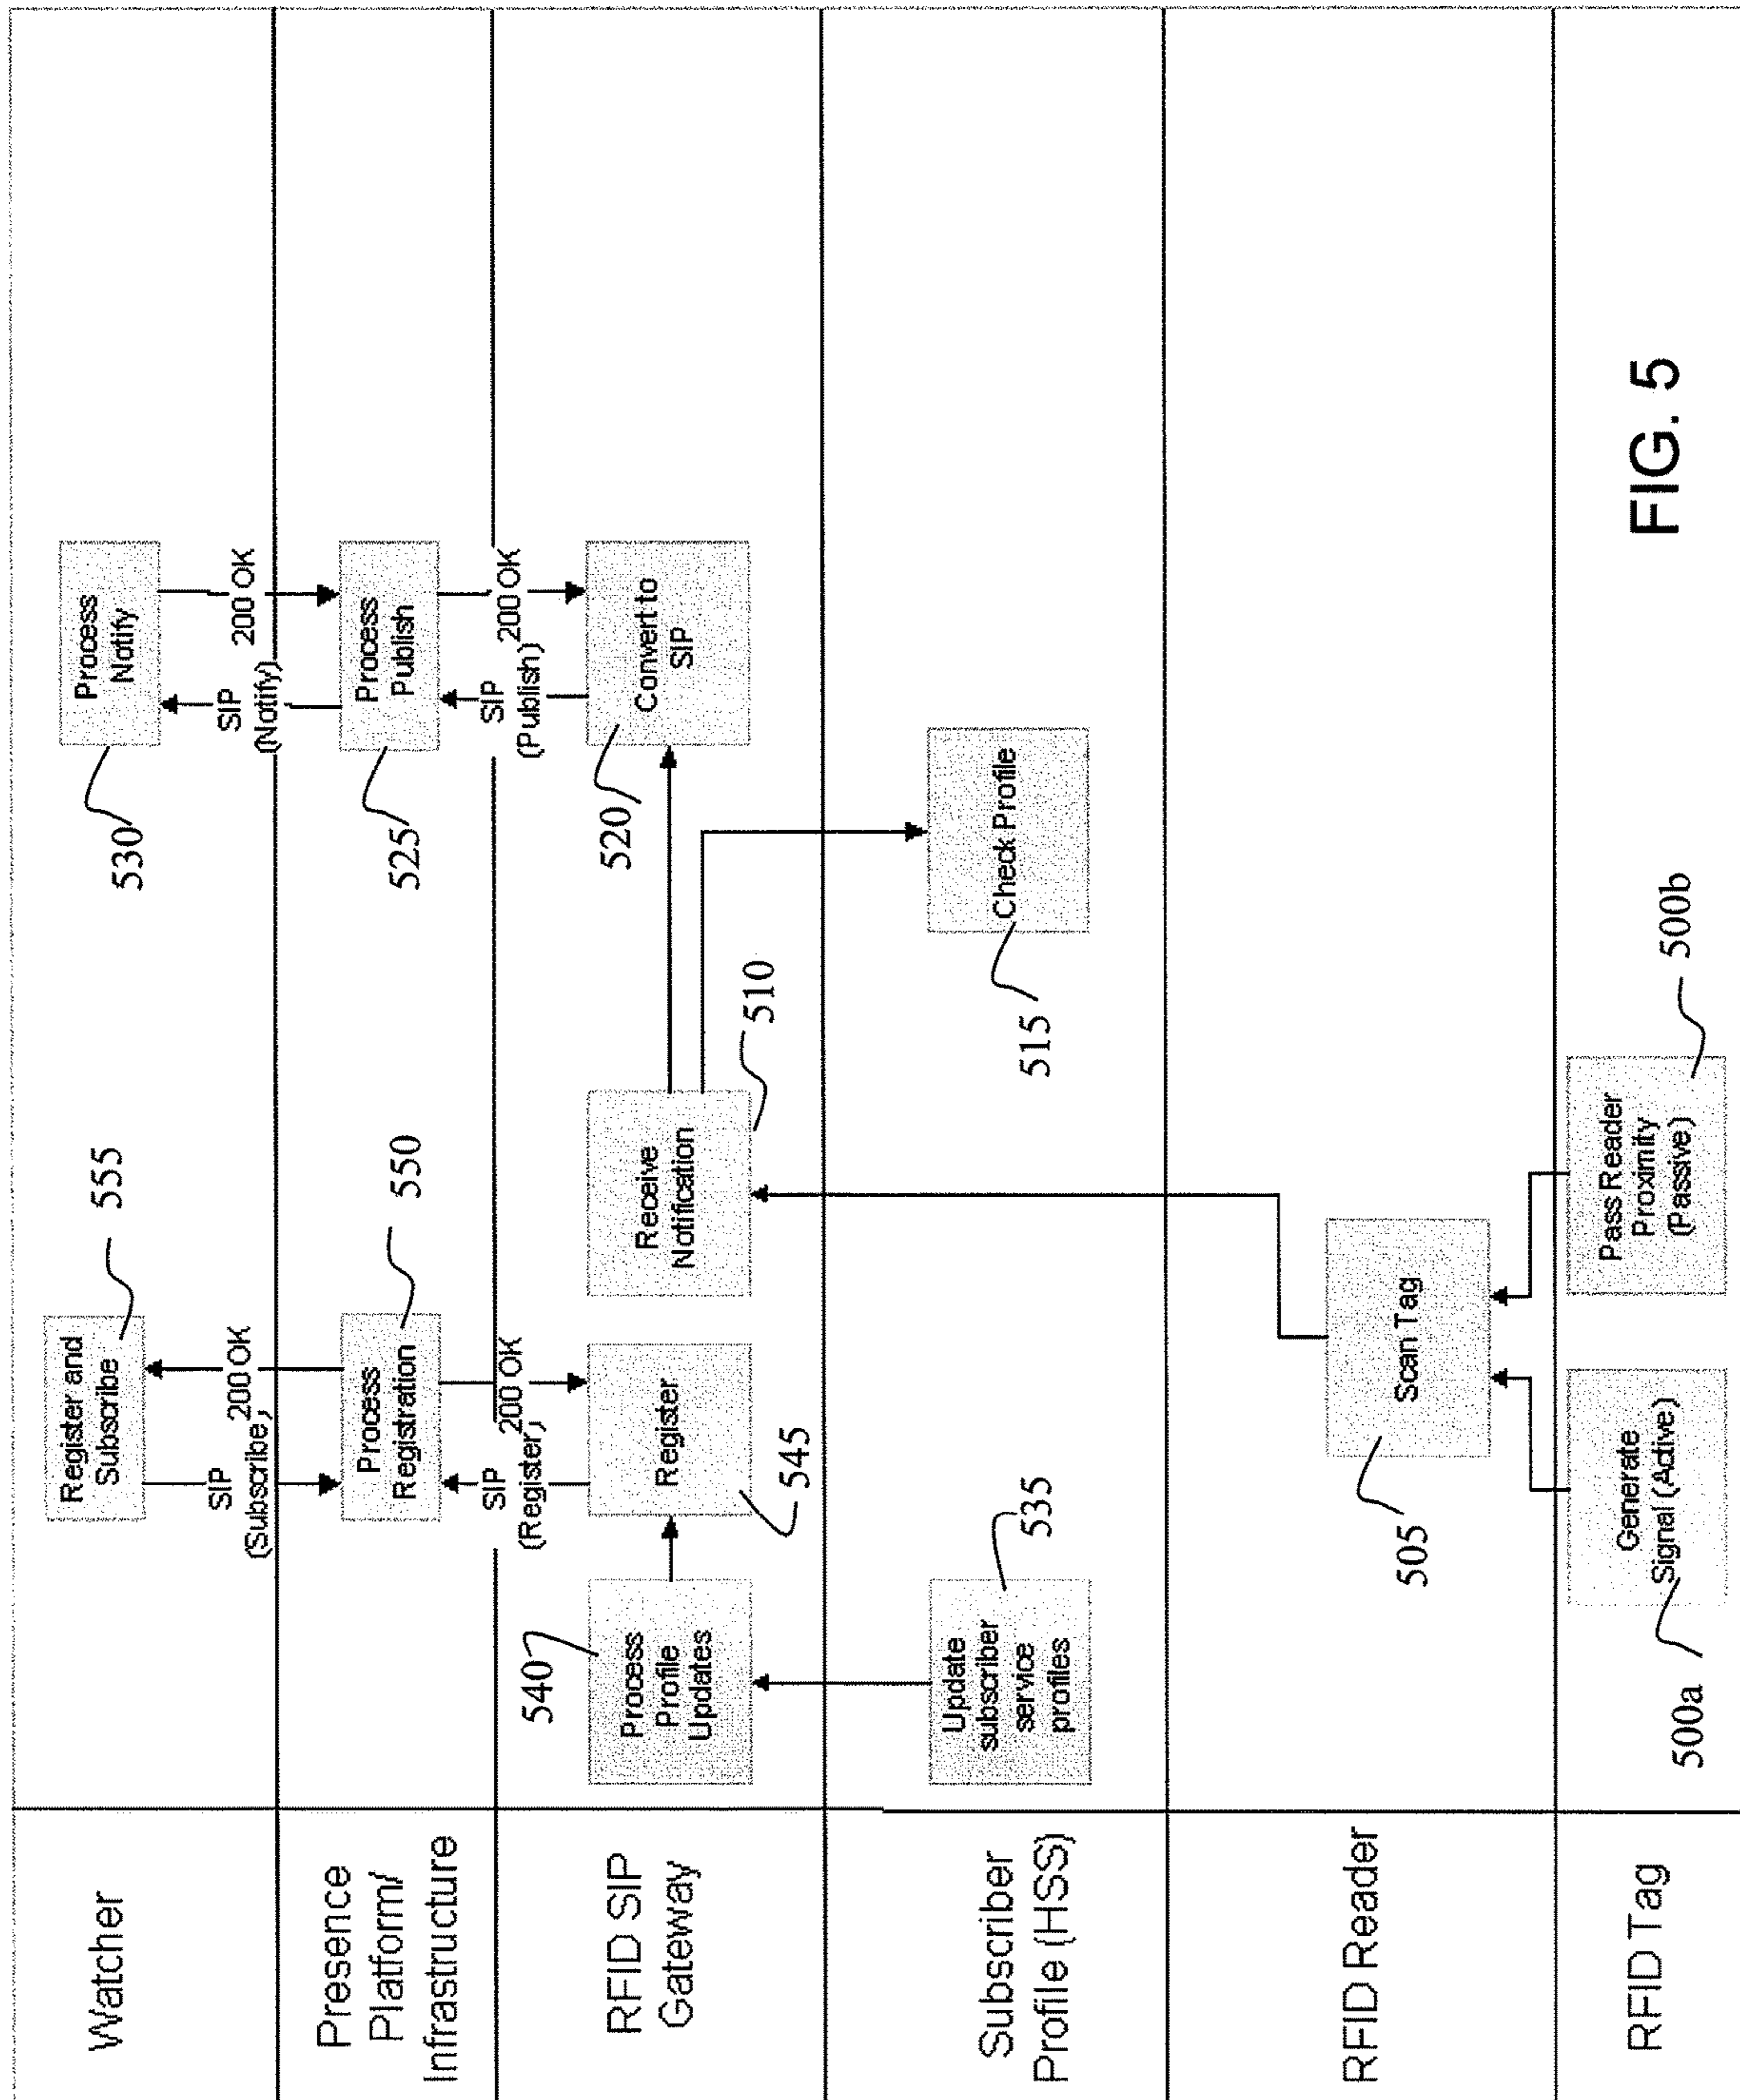 Watcher
Register and
Subscribe
555
Process
Notify
530
SIP
(Subscribe,
200 OK
SIP
(Notify)
200 OK
Presence
Platform/
Infrastructure
Process
Registration
550
Process
Publish
525
SIP
(Register,
200 OK
SIP
(Publish)
200 OK
RFID SIP
Gateway
540
Process
Profile
Updates
Register
545
Receive
Notification
510
520
Convert to
SIP
Subscriber
Profile (HSS)
Update
subscriber
service
profiles
535
Check Profile
515
RFID Reader
505
Scan Tag
RFID Tag
500a
Generate
Signal (Active)
Pass Reader
Proximity
(Passive)
500b
FIG. 5